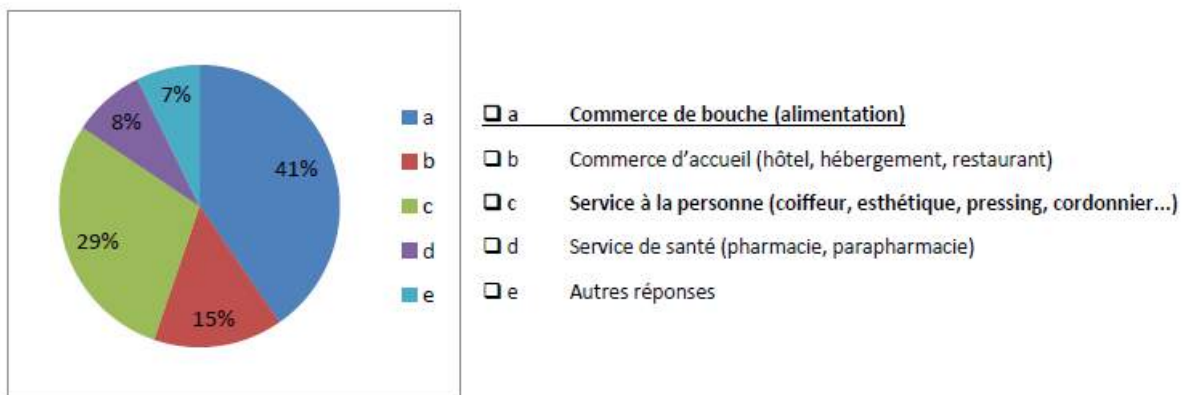 7%
8%
41%
29%
15%
a
b
c
d
e
❑ a Commerce de bouche (alimentation)
❑ b Commerce d'accueil (hôtel, hébergement, restaurant)
❑ c Service à la personne (coiffeur, esthétique, pressing, cordonnier...)
❑ d Service de santé (pharmacie, parapharmacie)
❑ e Autres réponses